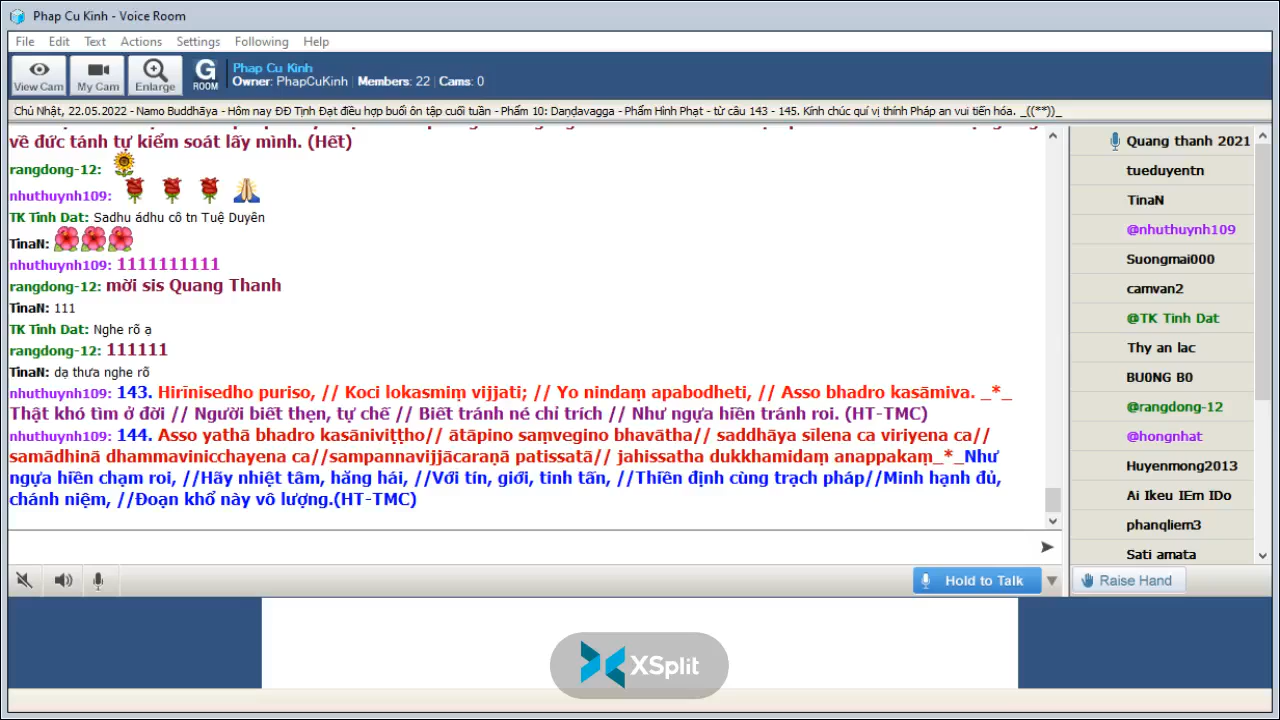 Phap Cu Kinh - Voice Room
File Edit Text Actions Settings Following Help
View Cam My Cam Enlarge G ROOM
Phap Cu Kinh
Owner: PhapCuKinh | Members: 22 | Cams: 0
Chủ Nhật, 22.05.2022 - Namo Buddhāya - Hôm nay ĐĐ Tịnh Đạt điều hợp buổi ôn tập cuối tuần - Phẩm 10: Daṇḍavagga - Phẩm Hình Phạt - từ câu 143 - 145. Kính chúc quí vị thính Pháp an vui tiến hóa. _((**))_
về đức tánh tự kiểm soát lấy mình. (Hết)
rangdong-12:
nhuthuynh109:
TK Tinh Dat: Sadhu ádhu cô tn Tuệ Duyên
TinaN:
nhuthuynh109: 1111111111
rangdong-12: mời sis Quang Thanh
TinaN: 111
TK Tinh Dat: Nghe rõ ạ
rangdong-12: 111111
TinaN: dạ thưa nghe rõ
nhuthuynh109: 143. Hirīnisedho puriso, // Koci lokasmiṃ vijjati; // Yo nindaṃ apabodheti, // Asso bhadro kasāmiva. _*_
Thật khó tìm ở đời // Người biết thẹn, tự chế // Biết tránh né chỉ trích // Như ngựa hiền tránh roi. (HT-TMC)
nhuthuynh109: 144. Asso yathā bhadro kasāniviṭṭho// ātāpino saṃvegino bhavātha// saddhāya sīlena ca viriyena ca//
samādhinā dhammavinicchayena ca//sampannavijjācaraṇā patissatā// jahissatha dukkhamidaṃ anappakaṃ_*_Như
ngựa hiền chạm roi, //Hãy nhiệt tâm, hăng hái, //Với tín, giới, tinh tấn, //Thiền định cùng trạch pháp//Minh hạnh đủ,
chánh niệm, //Đoạn khổ này vô lượng.(HT-TMC)
Hold to Talk
Quang thanh 2021
tueduyentn
TinaN
@nhuthuynh109
Suongmai000
camvan2
@TK Tinh Dat
Thy an lac
BU0NG B0
@rangdong-12
@hongnhat
Huyenmong2013
Ai Ikeu IEm IDo
phanqliem3
Sati amata
Raise Hand
XSplit